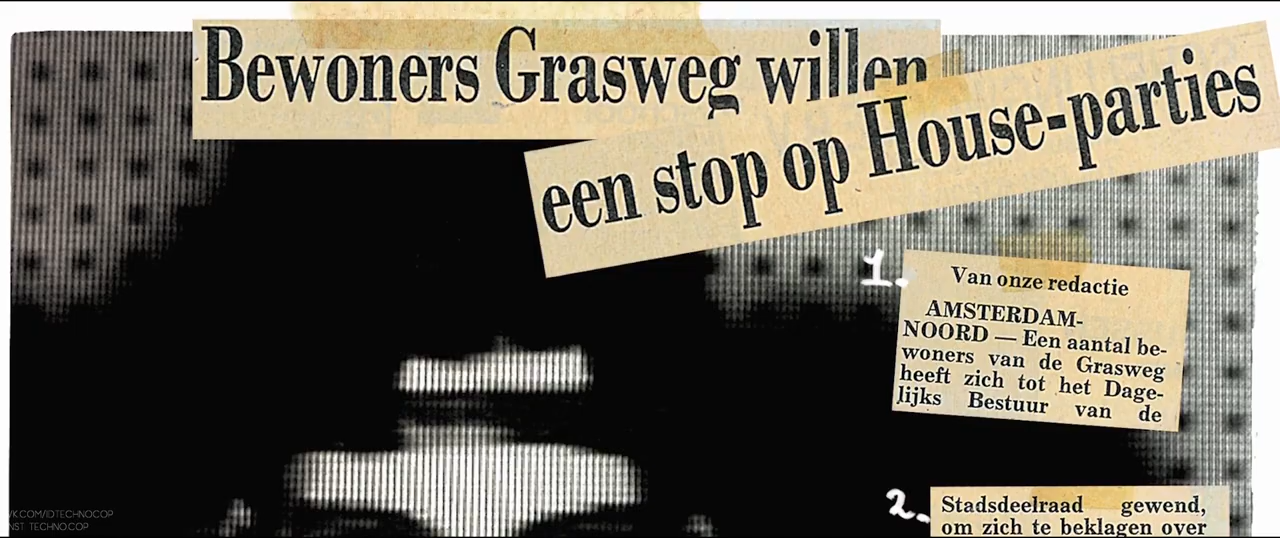 Bewoners Grasweg willen
een stop op House-parties
1.
Van onze redactie
AMSTERDAM-
NOORD — Een aantal be-
woners van de Grasweg
heeft zich tot het Dage-
lijks Bestuur van de
2.
Stadsdeelraad gewend,
om zich te beklagen over
VK.COM/IDTECHNOCOP
INST: TECHNO.COP